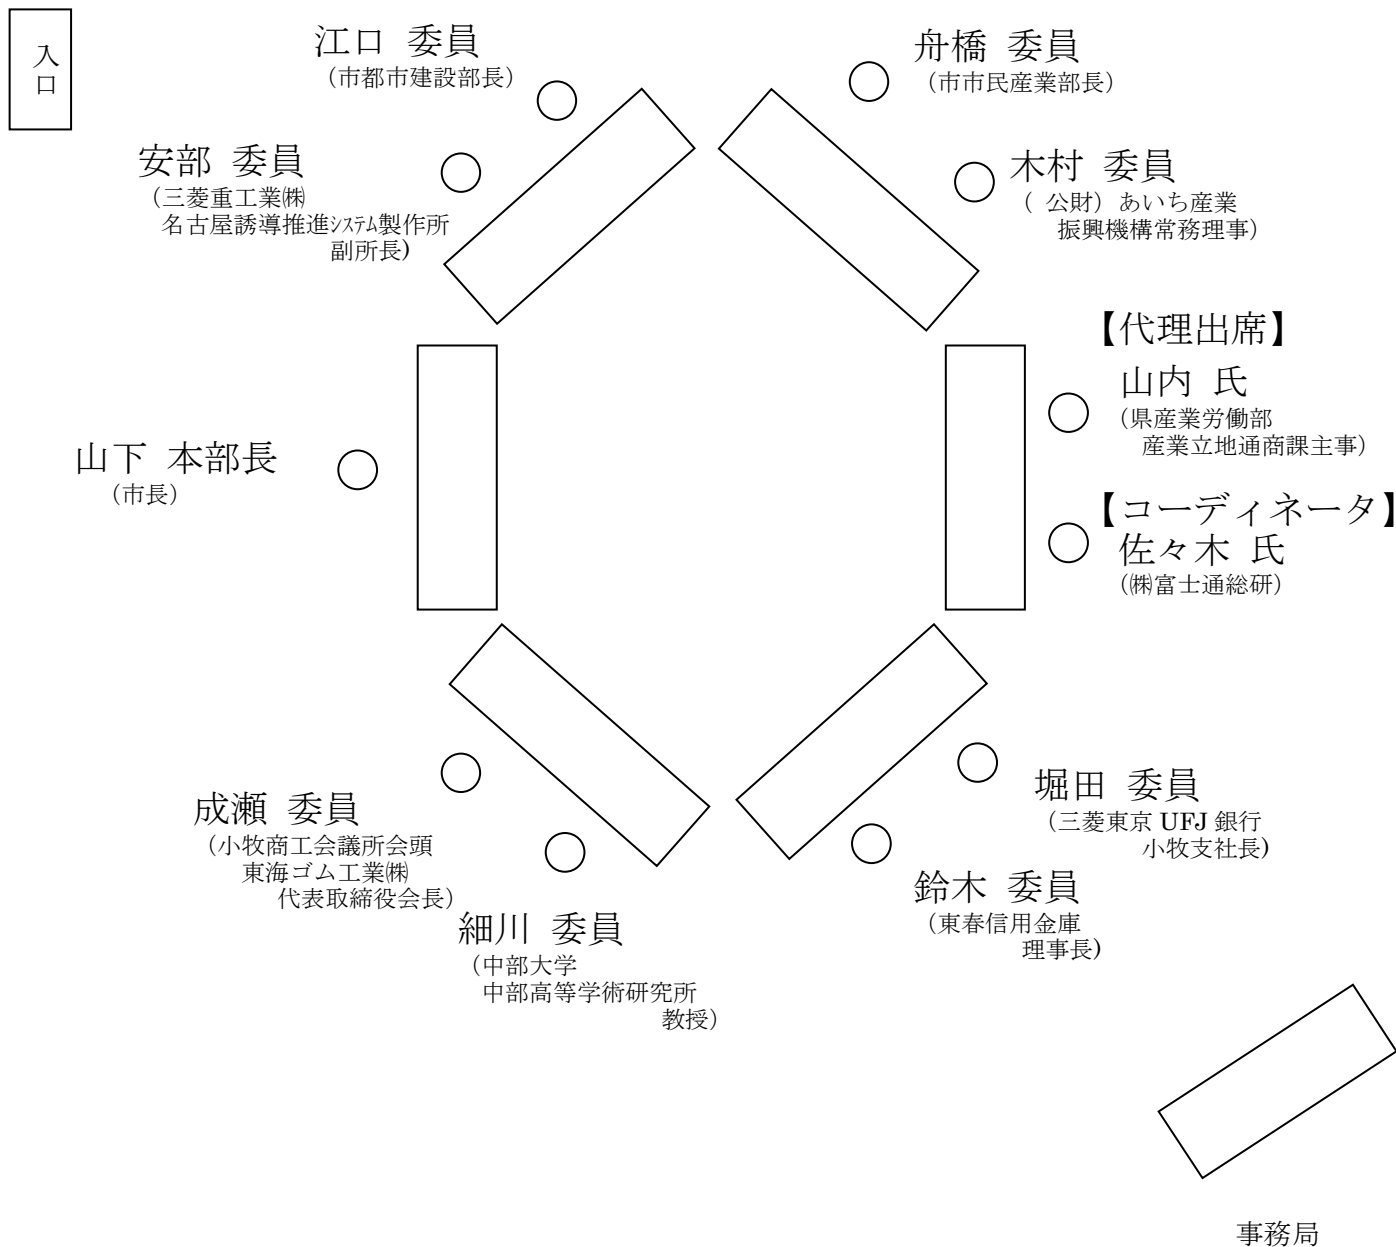 入口
江口 委員
（市都市建設部長）
舟橋 委員
（市市民産業部長）
安部 委員
（三菱重工業㈱
名古屋誘導推進ｼｽﾃﾑ製作所
副所長)
木村 委員
（ 公財）あいち産業
振興機構常務理事）
【代理出席】
山内 氏
（県産業労働部
産業立地通商課主事）
山下 本部長
（市長）
【コーディネータ】
佐々木 氏
（㈱富士通総研）
成瀬 委員
（小牧商工会議所会頭
東海ゴム工業㈱
代表取締役会長）
細川 委員
（中部大学
中部高等学術研究所
教授）
堀田 委員
（三菱東京 UFJ 銀行
小牧支社長)
鈴木 委員
（東春信用金庫
理事長)
事務局